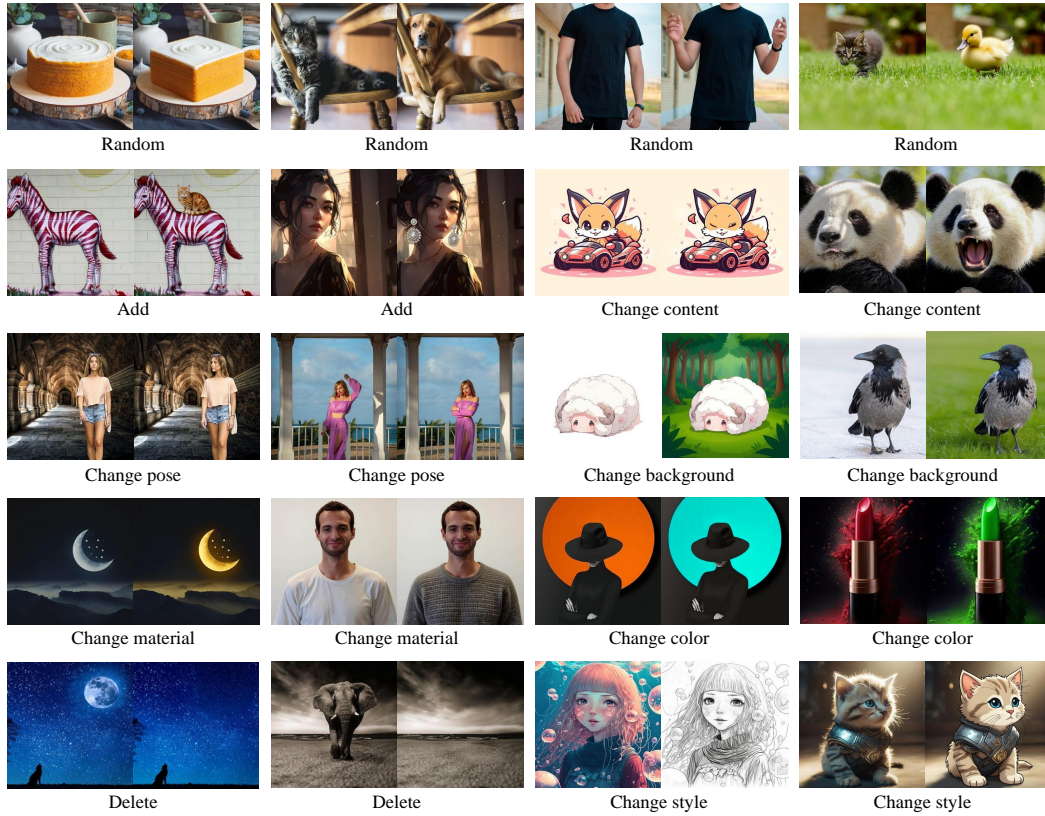 Random
Random
Random
Random
Add
Add
Change content
Change content
Change pose
Change pose
Change background
Change background
Change material
Change material
Change color
Change color
Delete
Delete
Change style
Change style